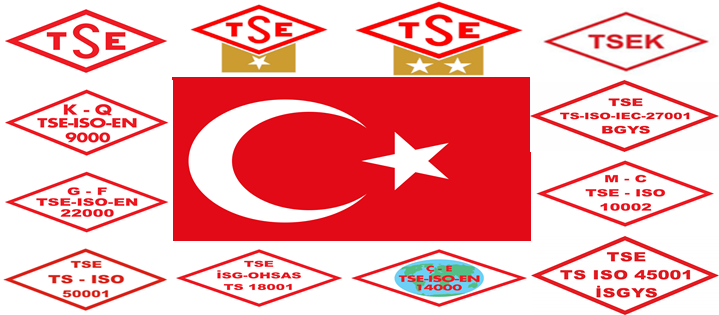 TSE
TSE
TSE
TSEK
K - Q
TSE-ISO-EN
9000
TSE
TS-ISO-IEC-27001
BGYS
G - F
TSE-ISO-EN
22000
M - C
TSE - ISO
10002
TSE
TS - ISO
50001
TSE
İSG-OHSAS
TS 18001
Ç - E
TSE-ISO-EN
14000
TSE
TS ISO 45001
İSGYS